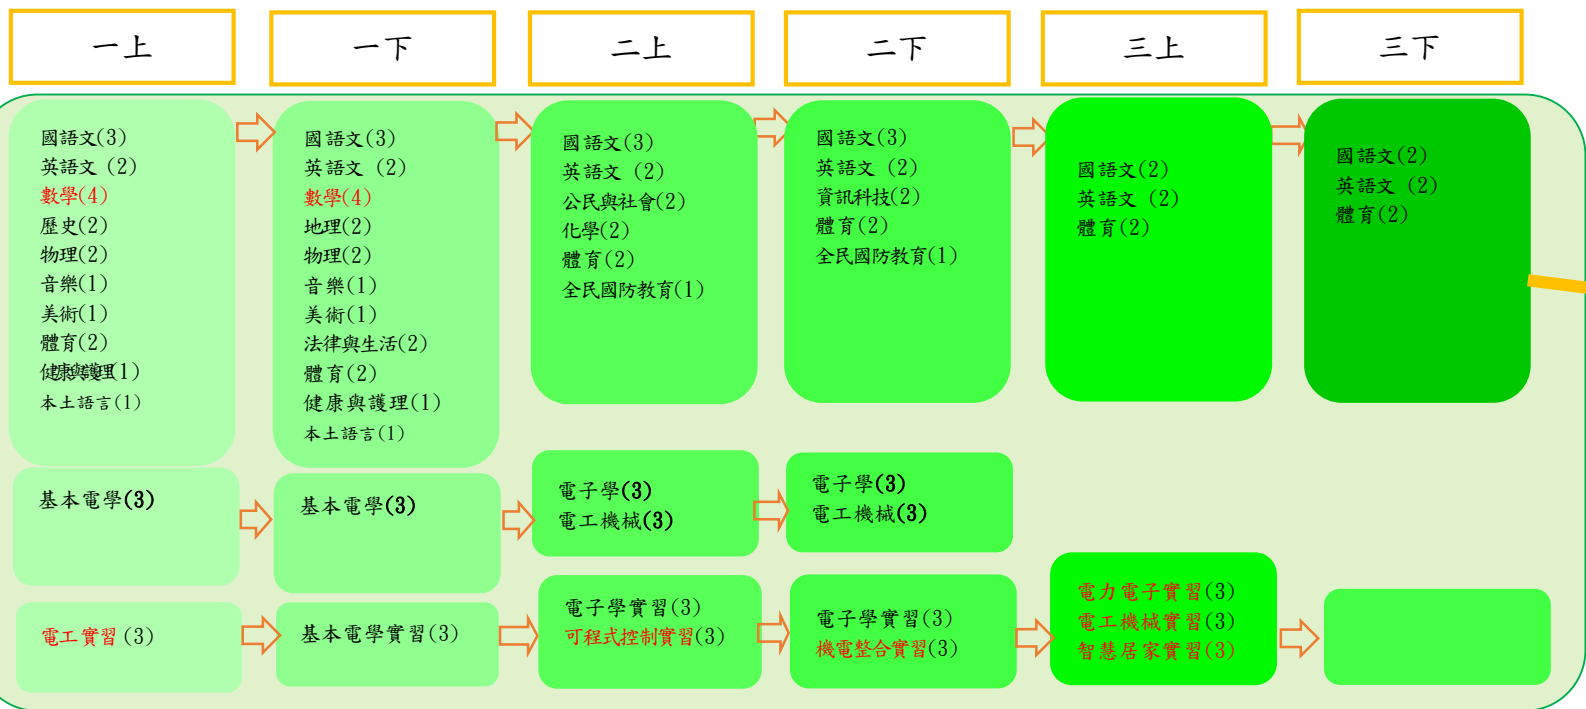 一上
一下
二上
二下
三上
三下
國語文(3)
英語文 (2)
數學(4)
歷史(2)
物理(2)
音樂(1)
美術(1)
體育(2)
健康與護理(1)
本土語言(1)
國語文(3)
英語文 (2)
數學(4)
地理(2)
物理(2)
音樂(1)
美術(1)
法律與生活(2)
體育(2)
健康與護理(1)
本土語言(1)
國語文(3)
英語文 (2)
公民與社會(2)
化學(2)
體育(2)
全民國防教育(1)
國語文(3)
英語文 (2)
資訊科技(2)
體育(2)
全民國防教育(1)
國語文(2)
英語文 (2)
體育(2)
國語文(2)
英語文 (2)
體育(2)
基本電學(3)
基本電學(3)
電子學(3)
電工機械(3)
電子學(3)
電工機械(3)
電工實習(3)
基本電學實習(3)
電子學實習(3)
可程式控制實習(3)
電子學實習(3)
機電整合實習(3)
電力電子實習(3)
電工機械實習(3)
智慧居家實習(3)